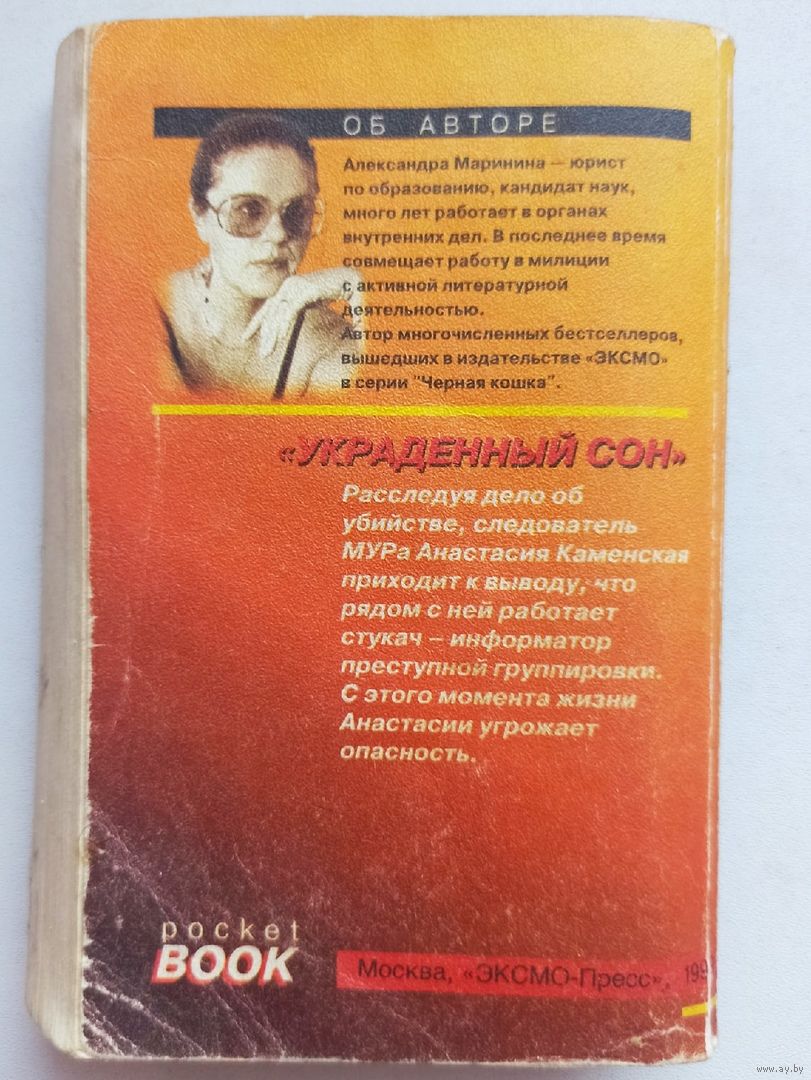 ОБ АВТОРЕ
Александра Маринина – юрист
по образованию, кандидат наук,
много лет работает в органах
внутренних дел. В последнее время
совмещает работу в милиции
с активной литературной
деятельностью.
Автор многочисленных бестселлеров,
вышедших в издательстве «ЭКСМО»
в серии "Черная кошка".
«УКРАДЕННЫЙ СОН»
Расследуя дело об
убийстве, следователь
МУРа Анастасия Каменская
приходит к выводу, что
рядом с ней работает
стукач – информатор
преступной группировки.
С этого момента жизни
Анастасии угрожает
опасность.
pocket
BOOK
Москва, «ЭКСМО-Пресс»,
www.ay.by